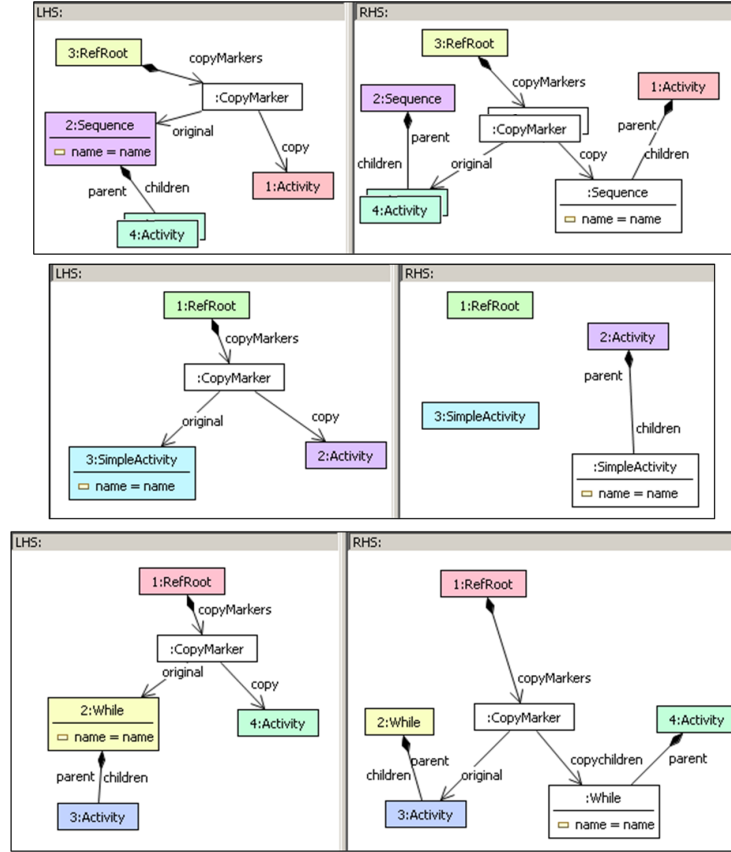 LHS:
3:RefRoot
copyMarkers
:CopyMarker
2:Sequence
name = name
original
copy
parent
children
1:Activity
4:Activity
RHS:
3:RefRoot
copyMarkers
2:Sequence
1:Activity
:CopyMarker
parent
parent
children
original
copy
children
4:Activity
:Sequence
name = name
LHS:
1:RefRoot
copyMarkers
:CopyMarker
original
copy
3:SimpleActivity
name = name
2:Activity
RHS:
1:RefRoot
2:Activity
parent
3:SimpleActivity
children
:SimpleActivity
name = name
LHS:
1:RefRoot
copyMarkers
:CopyMarker
original
copy
2:While
name = name
4:Activity
parent
children
3:Activity
RHS:
1:RefRoot
copyMarkers
2:While
:CopyMarker
4:Activity
parent
children
original
copychildren
parent
3:Activity
:While
name = name